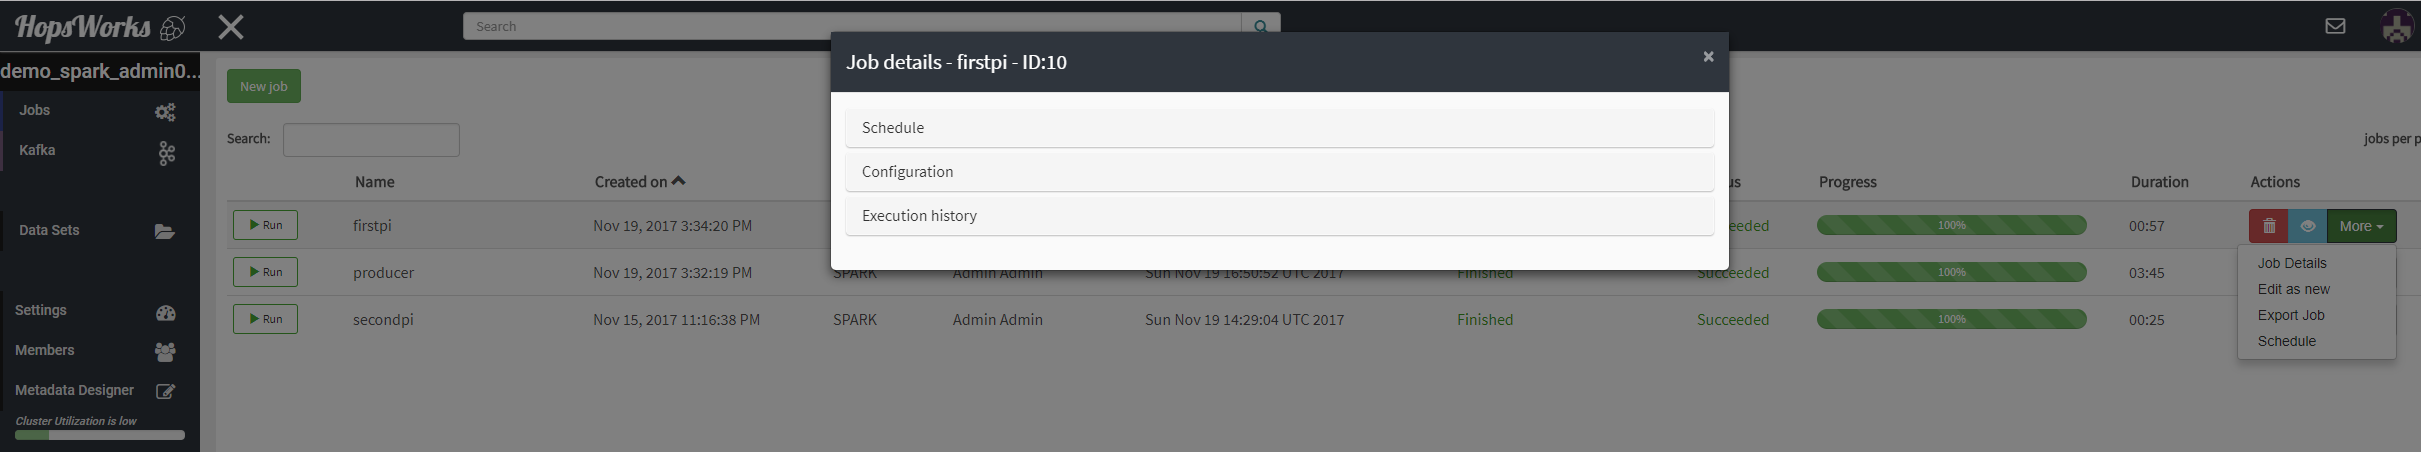 HopsWorks
Search
demo_spark_admin0...
Jobs
Kafka
Data Sets
Settings
Members
Metadata Designer
Cluster Utilization is low
New job
Search:
jobs per p
Job details - firstpi - ID:10
×
Schedule
Configuration
Execution history
Name Created on us Progress Duration Actions
Run firstpi Nov 19, 2017 3:34:20 PM eeded 100% 00:57 More
Run producer Nov 19, 2017 3:32:19 PM SPARK Admin Admin Sun Nov 19 16:50:52 UTC 2017 Finished Succeeded 100% 03:45
Run secondpi Nov 15, 2017 11:16:38 PM SPARK Admin Admin Sun Nov 19 14:29:04 UTC 2017 Finished Succeeded 100% 00:25
Job Details
Edit as new
Export Job
Schedule